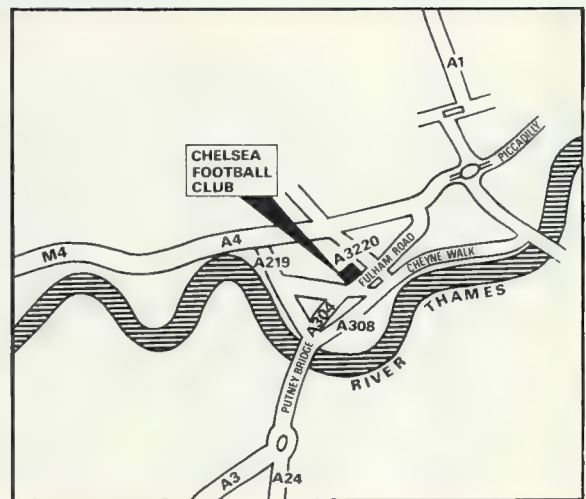 A1
PICCADILLY
CHELSEA
FOOTBALL
CLUB
M4
A4
A219
A3220
FULHAM ROAD
CHEYNE WALK
THAMES
A304
A308
RIVER
PUTNEY BRIDGE
A3
A24